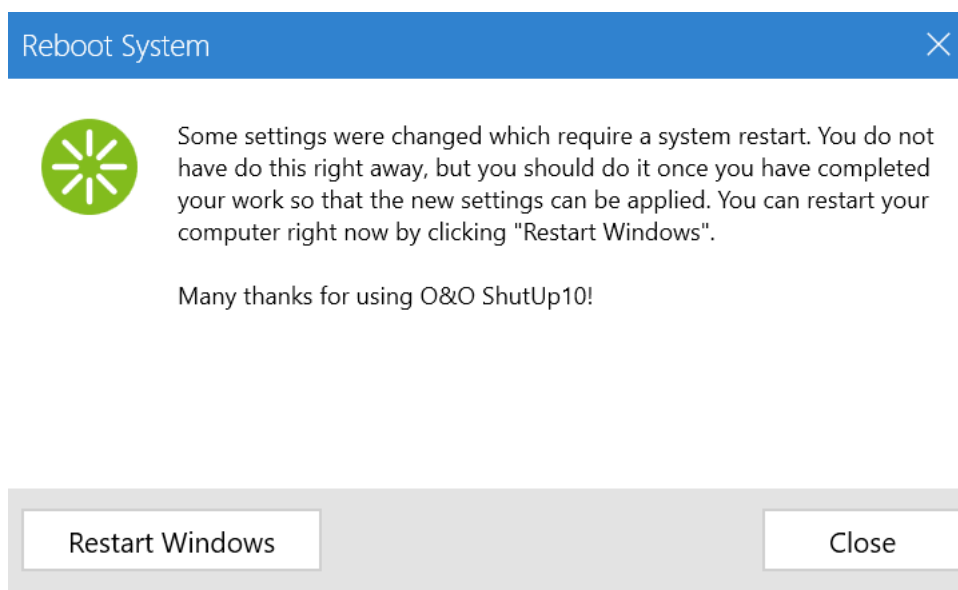 Reboot System
Some settings were changed which require a system restart. You do not
have do this right away, but you should do it once you have completed
your work so that the new settings can be applied. You can restart your
computer right now by clicking "Restart Windows".
Many thanks for using O&O ShutUp10!
Restart Windows
Close